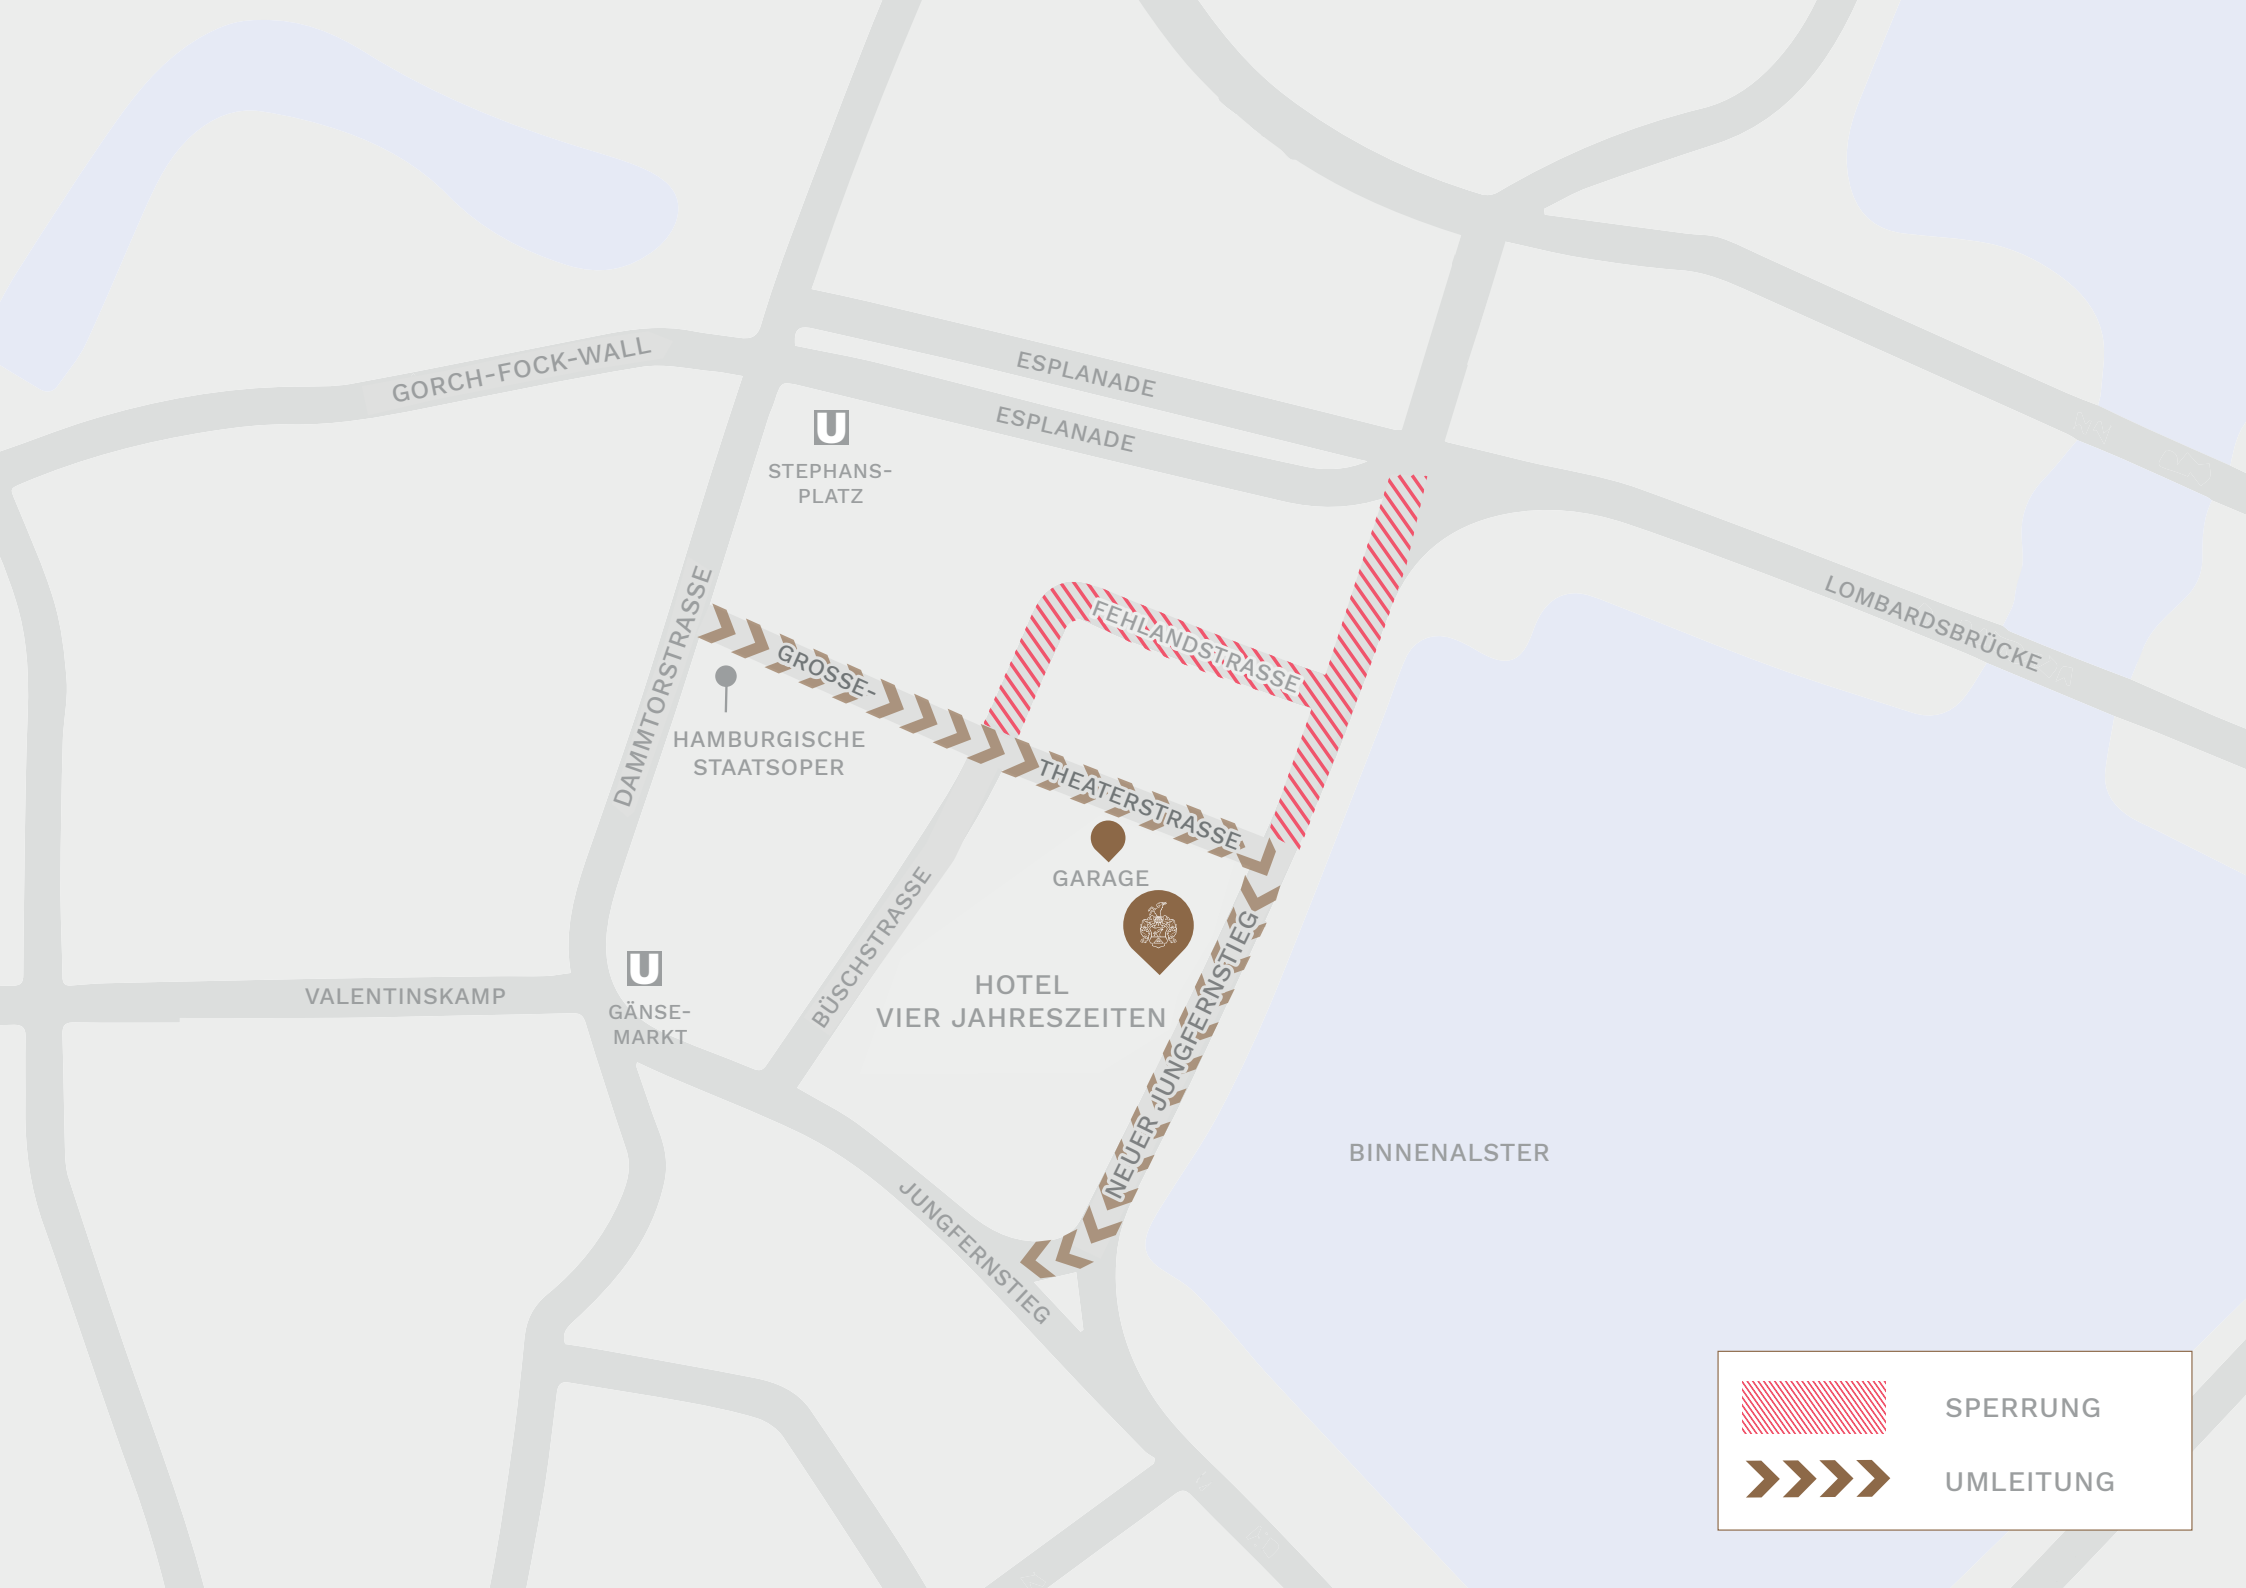 GORCH-FOCK-WALL
ESPLANADE
ESPLANADE
U
STEPHANS-
PLATZ
DAMMTORSTRASSE
FEHLANDSTRASSE
LOMBARDSBRÜCKE
GROSSE-
THEATERSTRASSE
HAMBURGISCHE
STAATSOPER
GARAGE
BÜSCHSTRASSE
NEUER JUNGFERNSTIEG
U
GÄNSE-
MARKT
VALENTINSKAMP
HOTEL
VIER JAHRESZEITEN
BINNENALSTER
JUNGFERNSTIEG
SPERRUNG
UMLEITUNG